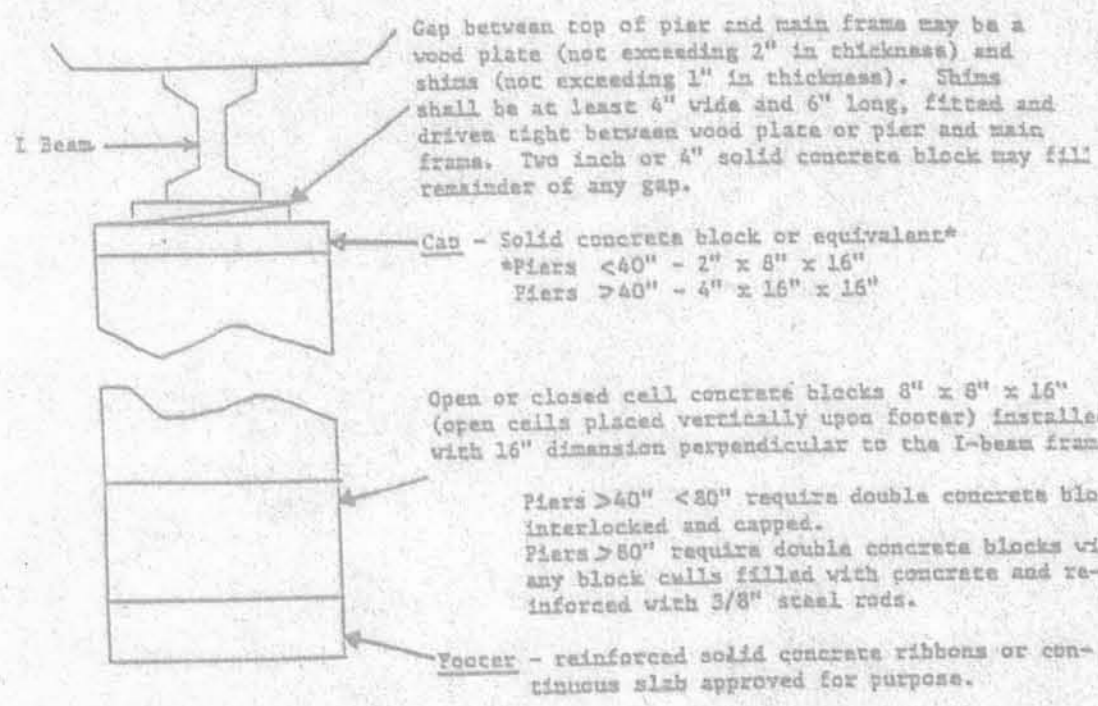 Gap between top of pier and main frame may be a
wood plate (not exceeding 2" in thickness) and
shims (not exceeding 1" in thickness). Shims
shall be at least 4" wide and 6" long, fitted and
driven tight between wood plate or pier and main
frame. Two inch or 4" solid concrete block may fill
remainder of any gap.
I Beam
Cap - Solid concrete block or equivalent*
*Piers <40" - 2" x 8" x 16"
Piers >40" - 4" x 16" x 16"
Open or closed cell concrete blocks 8" x 8" x 16"
(open cells placed vertically upon footer) installe
with 16" dimension perpendicular to the I-beam fram
Piers >40" <80" require double concrete blo
interlocked and capped.
Piers >80" require double concrete blocks wi
any block cells filled with concrete and re-
inforced with 3/8" steel rods.
Footer - reinforced solid concrete ribbons or con-
tinuous slab approved for purpose.